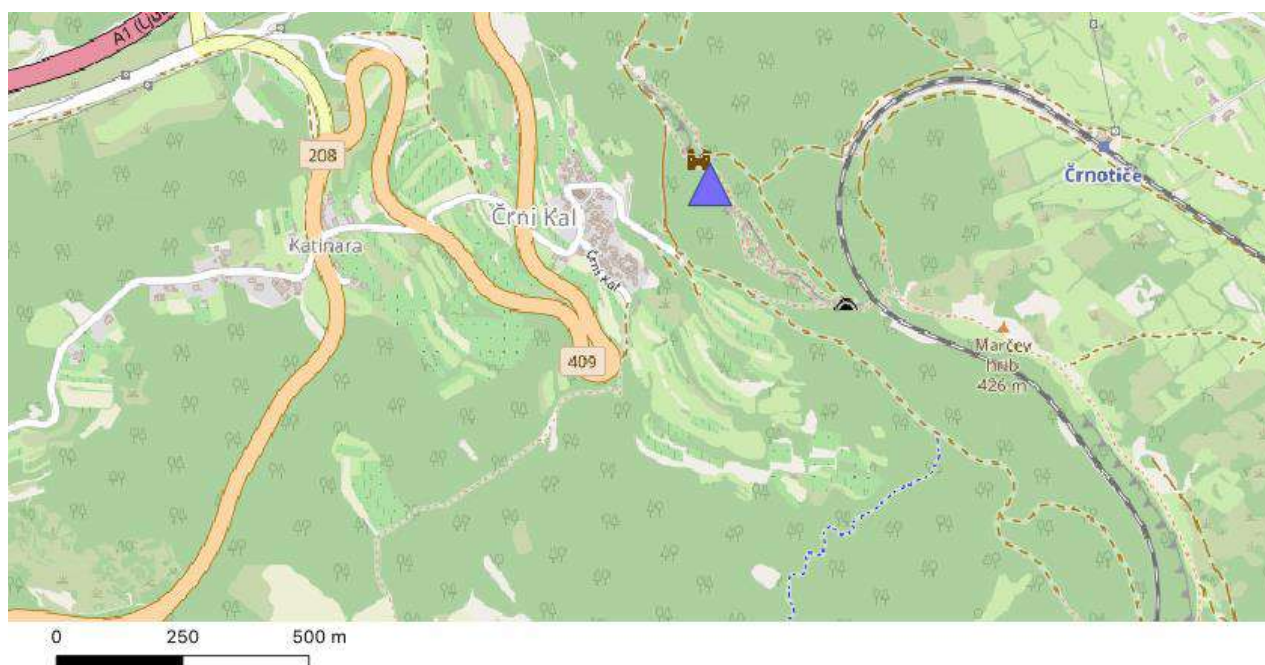 A1 (Lju
208
Črnotiče
Črni Kal
Katinara
Črni Kal
409
Marčev
hrib
426 m
0 250 500 m